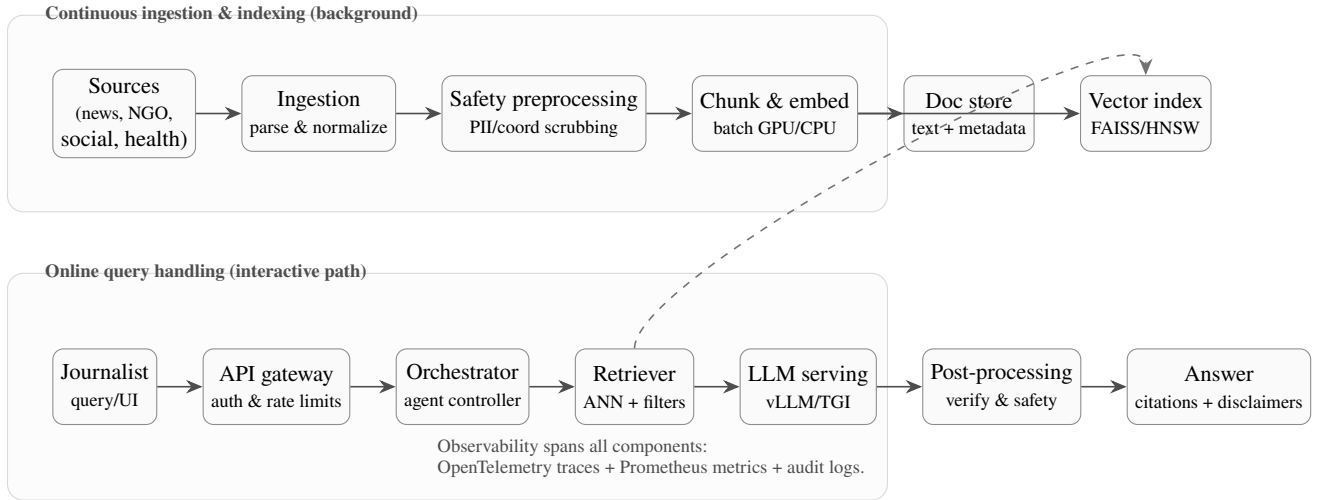 Continuous ingestion & indexing (background)
Sources
(news, NGO,
social, health)
Ingestion
parse & normalize
Safety preprocessing
PII/coord scrubbing
Chunk & embed
batch GPU/CPU
Doc store
text + metadata
Vector index
FAISS/HNSW
Online query handling (interactive path)
Journalist
query/UI
API gateway
auth & rate limits
Orchestrator
agent controller
Retriever
ANN + filters
LLM serving
vLLM/TGI
Post-processing
verify & safety
Answer
citations + disclaimers
Observability spans all components:
OpenTelemetry traces + Prometheus metrics + audit logs.